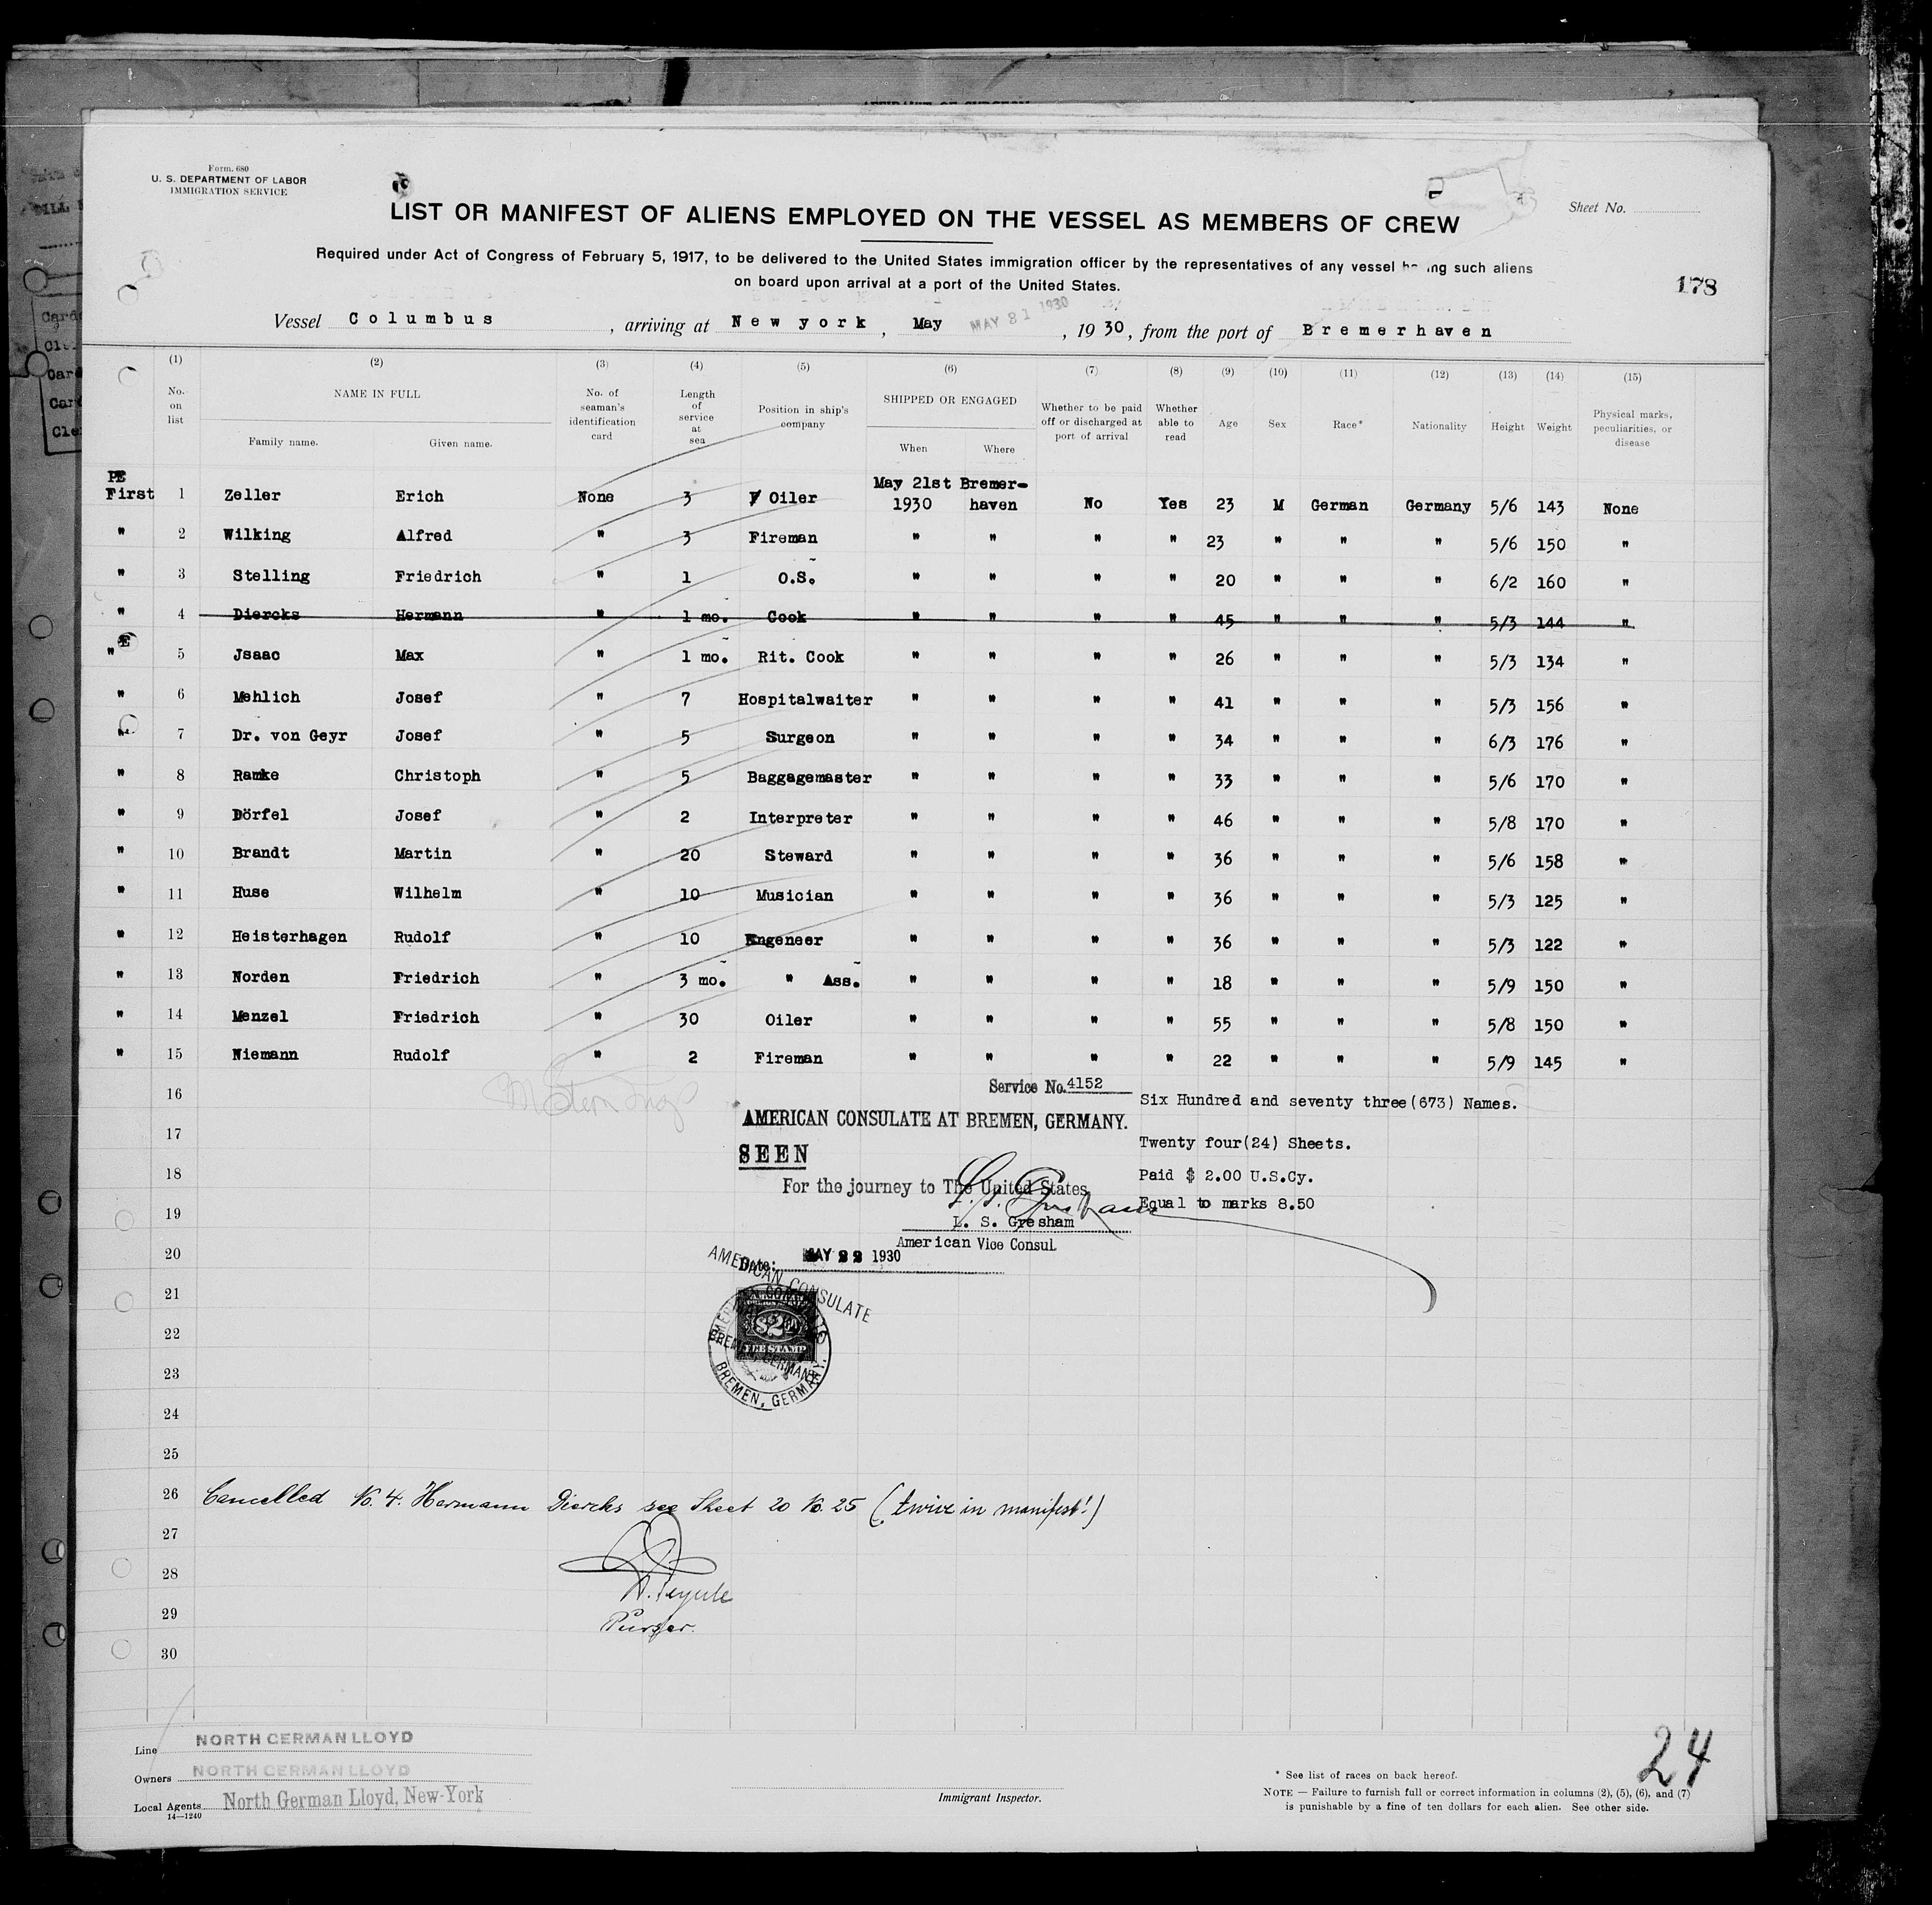 Form. 680
U. S. DEPARTMENT OF LABOR
IMMIGRATION SERVICE
Sheet No.
LIST OR MANIFEST OF ALIENS EMPLOYED ON THE VESSEL AS MEMBERS OF CREW
Required under Act of Congress of February 5, 1917, to be delivered to the United States immigration officer by the representatives of any vessel ing such aliens
on board upon arrival at a port of the United States.
178
Vessel Columbus, arriving at New york, May MAY 31 1930, 1930, from the port of Bremerhaven
(1) (2) (3) (4) (5) (6) (7) (8) (9) (10) (11) (12) (13) (14) (15)
No. on list NAME IN FULL Family name. Given name. No. of seaman's identification card Length of service at sea Position in ship's company SHIPPED OR ENGAGED When Where Whether to be paid off or discharged at port of arrival Whether able to read Age Sex Race* Nationality Height Weight Physical marks, peculiarities, or disease
PE
First 1 Zeller Erich None 3 Oiler May 21st 1930 Bremer-haven No Yes 23 M German Germany 5/6 143 None
" 2 Wilking Alfred " 3 Fireman " " " " 23 " " " 5/6 150 "
" 3 Stelling Friedrich " 1 O.S. " " " " 20 " " " 6/2 160 "
" 4 Diercks Hermann " 1 mo. Cook " " " " 45 " " " 5/3 144 "
" E 5 Jsaac Max " 1 mo. Rit. Cook " " " " 26 " " " 5/3 134 "
" 6 Mehlich Josef " 7 Hospitalwaiter " " " " 41 " " " 5/3 156 "
" 7 Dr. von Geyr Josef " 5 Surgeon " " " " 34 " " " 6/3 176 "
" 8 Ramke Christoph " 5 Baggagemaster " " " " 33 " " " 5/6 170 "
" 9 Dörfel Josef " 2 Interpreter " " " " 46 " " " 5/8 170 "
" 10 Brandt Martin " 20 Steward " " " " 36 " " " 5/6 158 "
" 11 Huse Wilhelm " 10 Musician " " " " 36 " " " 5/3 125 "
" 12 Heisterhagen Rudolf " 10 Engeneer " " " " 36 " " " 5/3 122 "
" 13 Norden Friedrich " 3 mo. " Ass. " " " " 18 " " " 5/9 150 "
" 14 Menzel Friedrich " 30 Oiler " " " " 55 " " " 5/8 150 "
" 15 Niemann Rudolf " 2 Fireman " " " " 22 " " " 5/9 145 "
16
Service No. 4152
Six Hundred and seventy three(673) Names.
AMERICAN CONSULATE AT BREMEN, GERMANY.
17
Twenty four(24) Sheets.
SEEN
18
Paid $ 2.00 U.S.Cy.
For the journey to The United States
Equal to marks 8.50
19
L. S. Gresham
American Vice Consul
20
Date: MAY 22 1930
AMERICAN CONSULATE
21
22
$2
FEE STAMP
23
BREMEN, GERMANY.
24
25
26 Cancelled No. 4. Hermann Diercks see Sheet 20 No. 25 (twice in manifest!)
27
28
29
Purser.
30
Line NORTH GERMAN LLOYD
Owners NORTH GERMAN LLOYD
Local Agents North German Lloyd, New-York
14—1240
Immigrant Inspector.
24
* See list of races on back hereof.
NOTE — Failure to furnish full or correct information in columns (2), (5), (6), and (7)
is punishable by a fine of ten dollars for each alien. See other side.